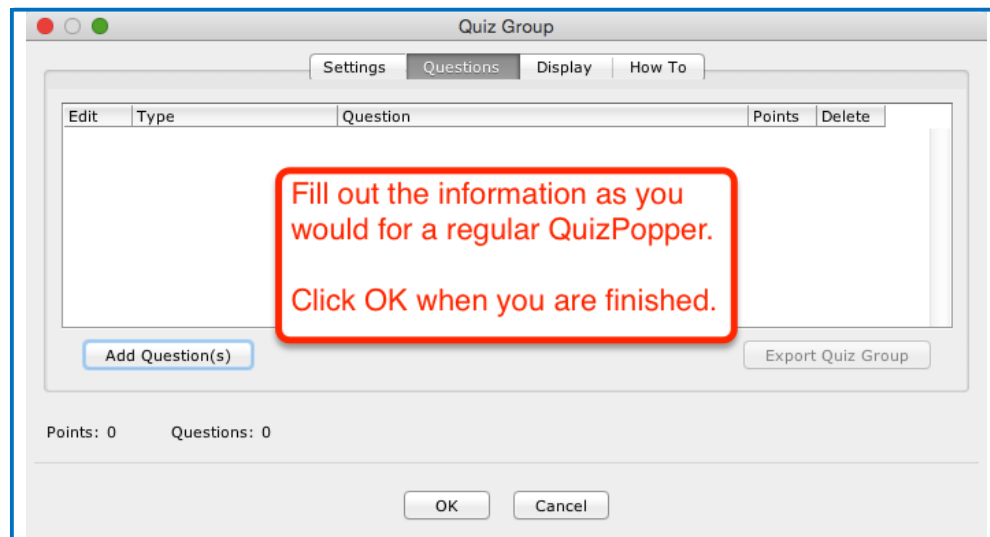 Quiz Group
Settings Questions Display How To
Edit Type Question Points Delete
Fill out the information as you
would for a regular QuizPopper.
Click OK when you are finished.
Add Question(s) Export Quiz Group
Points: 0 Questions: 0
OK Cancel